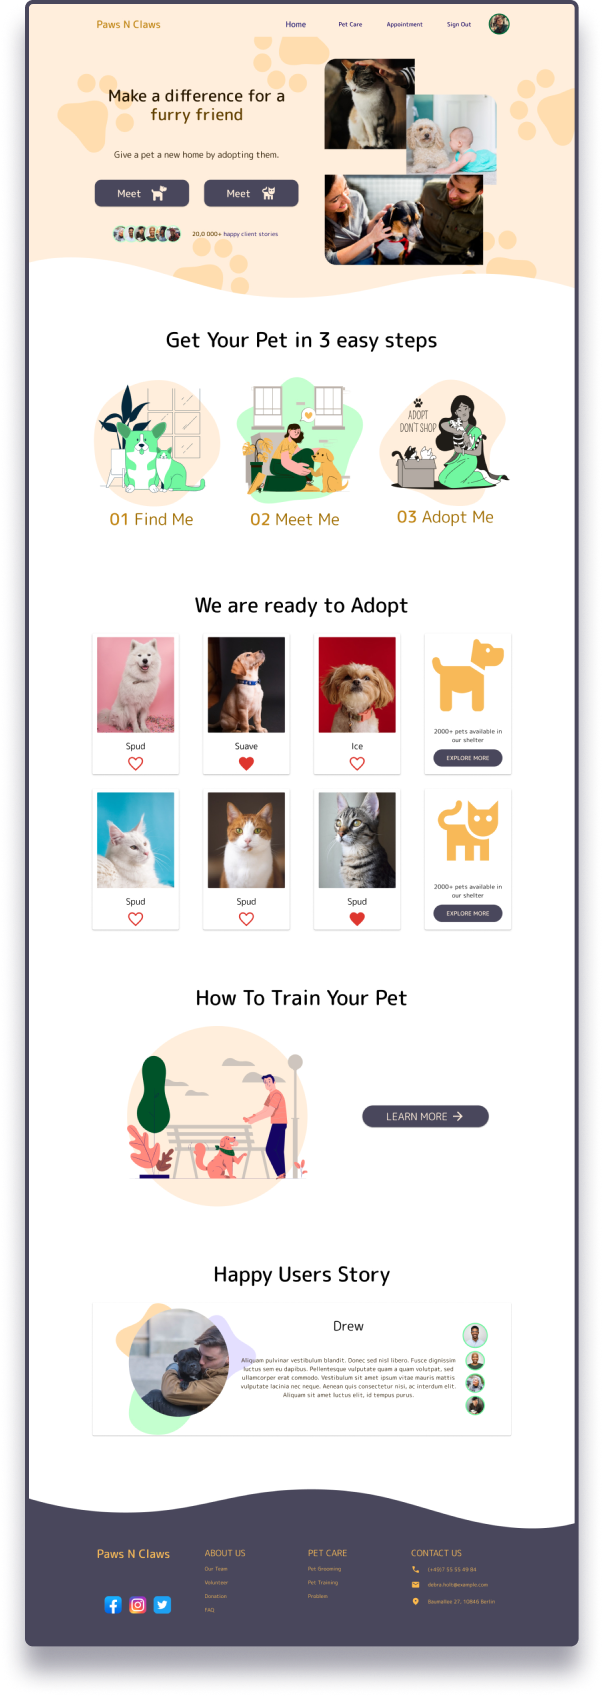 Paws N Claws
Home
Pet Care
Appointment
Sign Out
Make a difference for a
furry friend
Give a pet a new home by adopting them.
Meet
Meet
20,0 000+ happy client stories
Get Your Pet in 3 easy steps
ADOPT
DON'T SHOP
01 Find Me
02 Meet Me
03 Adopt Me
We are ready to Adopt
Spud
Suave
Ice
2000+ pets available in
our shelter
EXPLORE MORE
Spud
Spud
Spud
2000+ pets available in
our shelter
EXPLORE MORE
How To Train Your Pet
LEARN MORE
Happy Users Story
Drew
Aliquam pulvinar vestibulum blandit. Donec sed nisl libero. Fusce dignissim
luctus sem eu dapibus. Pellentesque vulputate quam a quam volutpat, sed
ullamcorper erat commodo. Vestibulum sit amet ipsum vitae mauris mattis
vulputate lacinia nec neque. Aenean quis consectetur nisi, ac interdum elit.
Aliquam sit amet luctus elit, id tempus purus.
Paws N Claws
ABOUT US
Our Team
Volunteer
Donation
FAQ
PET CARE
Pet Grooming
Pet Training
Problem
CONTACT US
(+49)7 55 55 49 84
debra.holt@example.com
Baumallee 27, 10846 Berlin